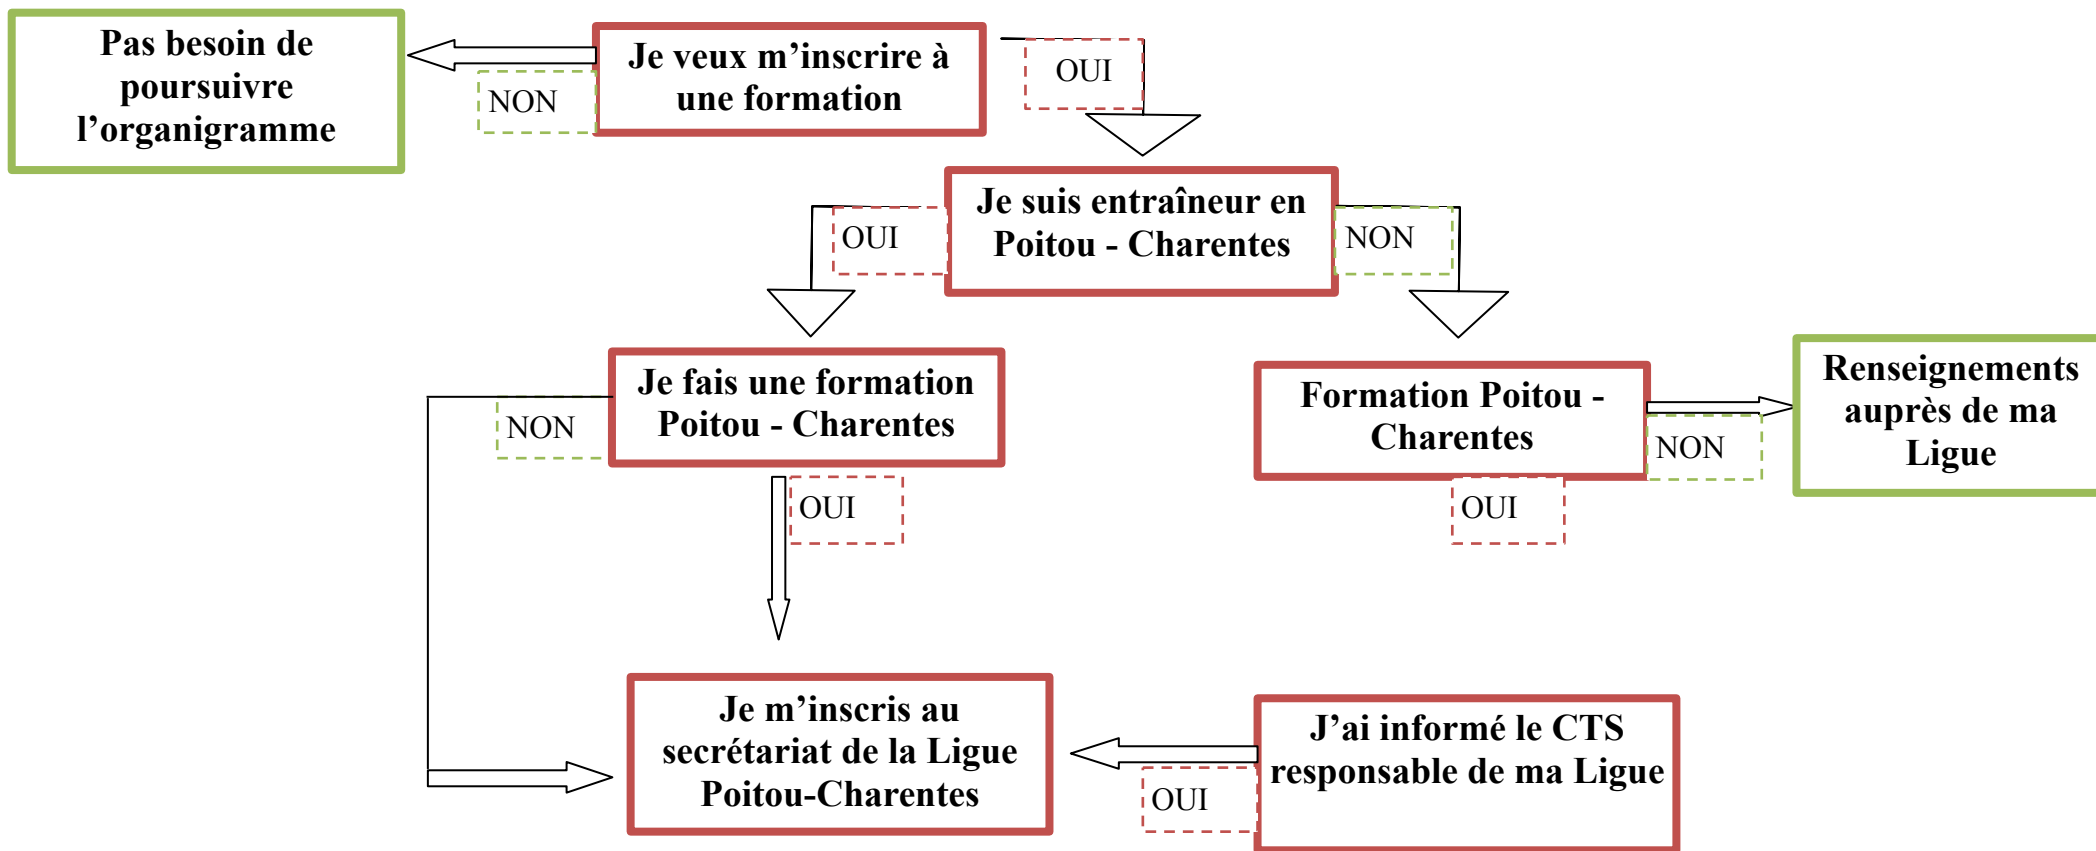 Pas besoin de
poursuivre
l’organigramme
NON
Je veux m’inscrire à
une formation
OUI
Je suis entraîneur en
Poitou - Charentes
OUI
NON
Je fais une formation
Poitou - Charentes
NON
OUI
Formation Poitou -
Charentes
NON
OUI
Renseignements
auprès de ma
Ligue
Je m’inscris au
secrétariat de la Ligue
Poitou-Charentes
OUI
J’ai informé le CTS
responsable de ma Ligue